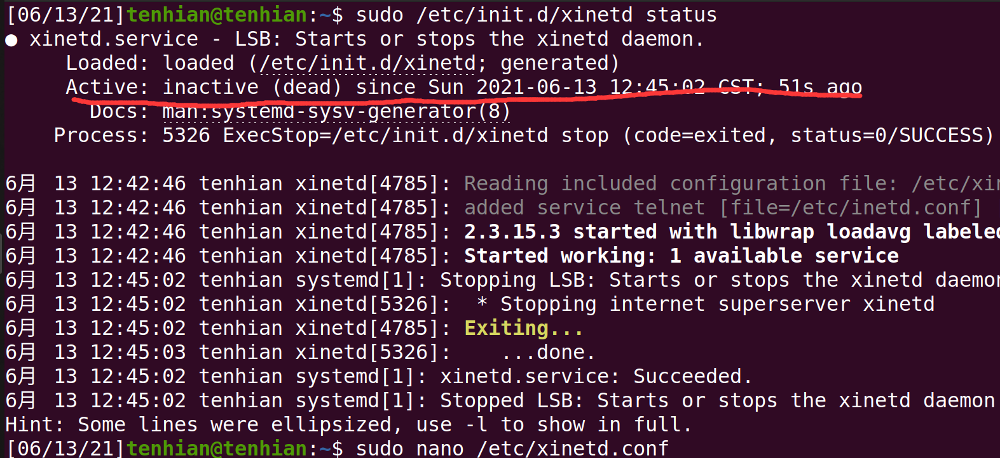 [06/13/21]tenhian@tenhian:~$ sudo /etc/init.d/xinetd status
● xinetd.service - LSB: Starts or stops the xinetd daemon.
Loaded: loaded (/etc/init.d/xinetd; generated)
Active: inactive (dead) since Sun 2021-06-13 12:45:02 CST; 51s ago
Docs: man:systemd-sysv-generator(8)
Process: 5326 ExecStop=/etc/init.d/xinetd stop (code=exited, status=0/SUCCESS)
6月 13 12:42:46 tenhian xinetd[4785]: Reading included configuration file: /etc/xin
6月 13 12:42:46 tenhian xinetd[4785]: added service telnet [file=/etc/inetd.conf]
6月 13 12:42:46 tenhian xinetd[4785]: 2.3.15.3 started with libwrap loadavg labeled
6月 13 12:42:46 tenhian xinetd[4785]: Started working: 1 available service
6月 13 12:45:02 tenhian systemd[1]: Stopping LSB: Starts or stops the xinetd daemon
6月 13 12:45:02 tenhian xinetd[5326]: * Stopping internet superserver xinetd
6月 13 12:45:02 tenhian xinetd[4785]: Exiting...
6月 13 12:45:03 tenhian xinetd[5326]: ...done.
6月 13 12:45:02 tenhian systemd[1]: xinetd.service: Succeeded.
6月 13 12:45:02 tenhian systemd[1]: Stopped LSB: Starts or stops the xinetd daemon
Hint: Some lines were ellipsized, use -l to show in full.
[06/13/21]tenhian@tenhian:~$ sudo nano /etc/xinetd.conf